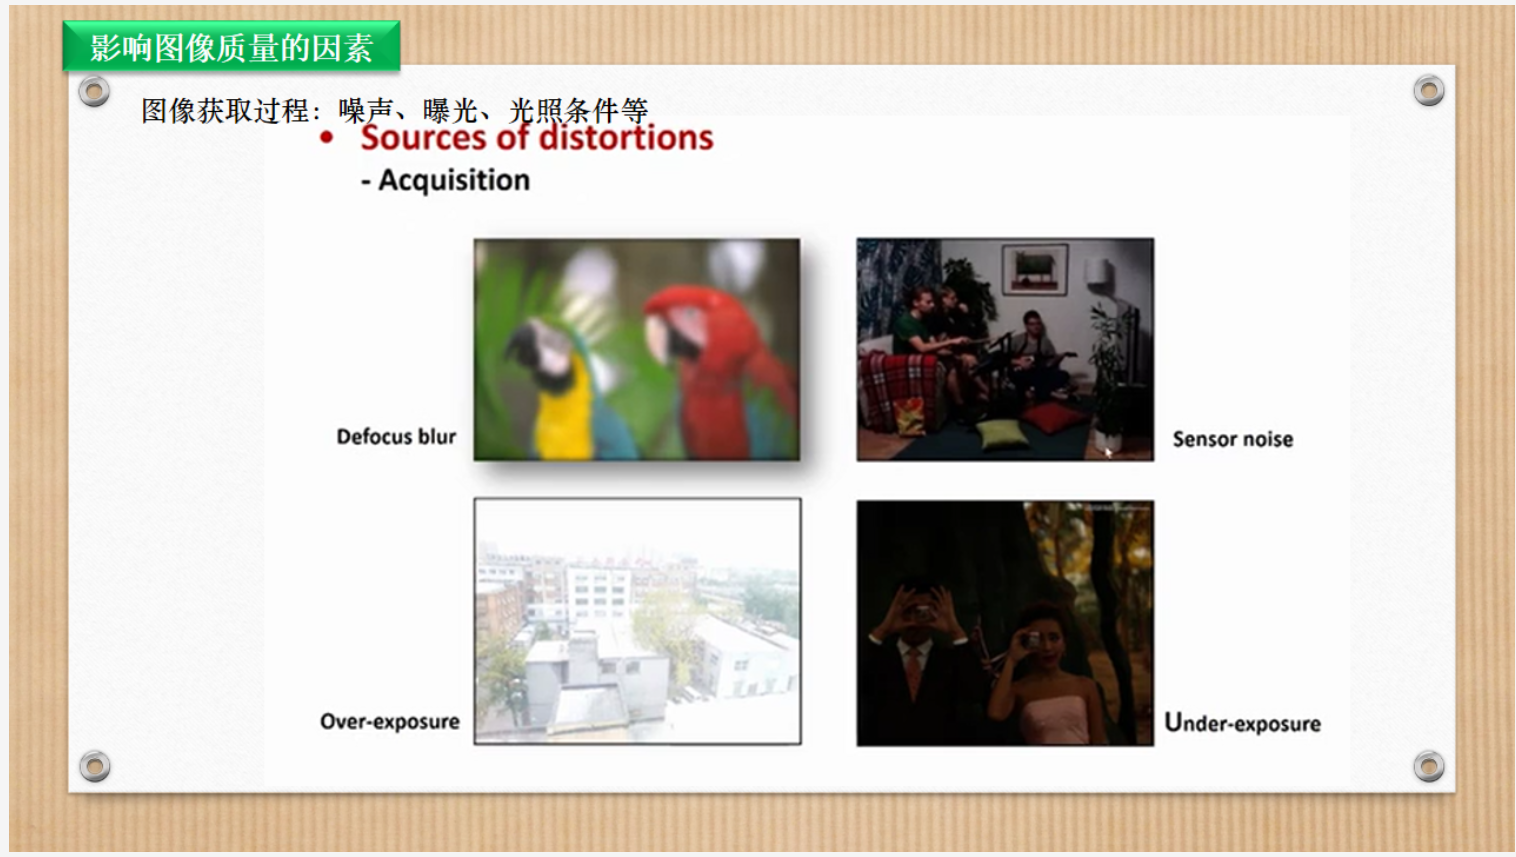 影响图像质量的因素
图像获取过程：噪声、曝光、光照条件等
• Sources of distortions
- Acquisition
Defocus blur
Sensor noise
Over-exposure
Under-exposure